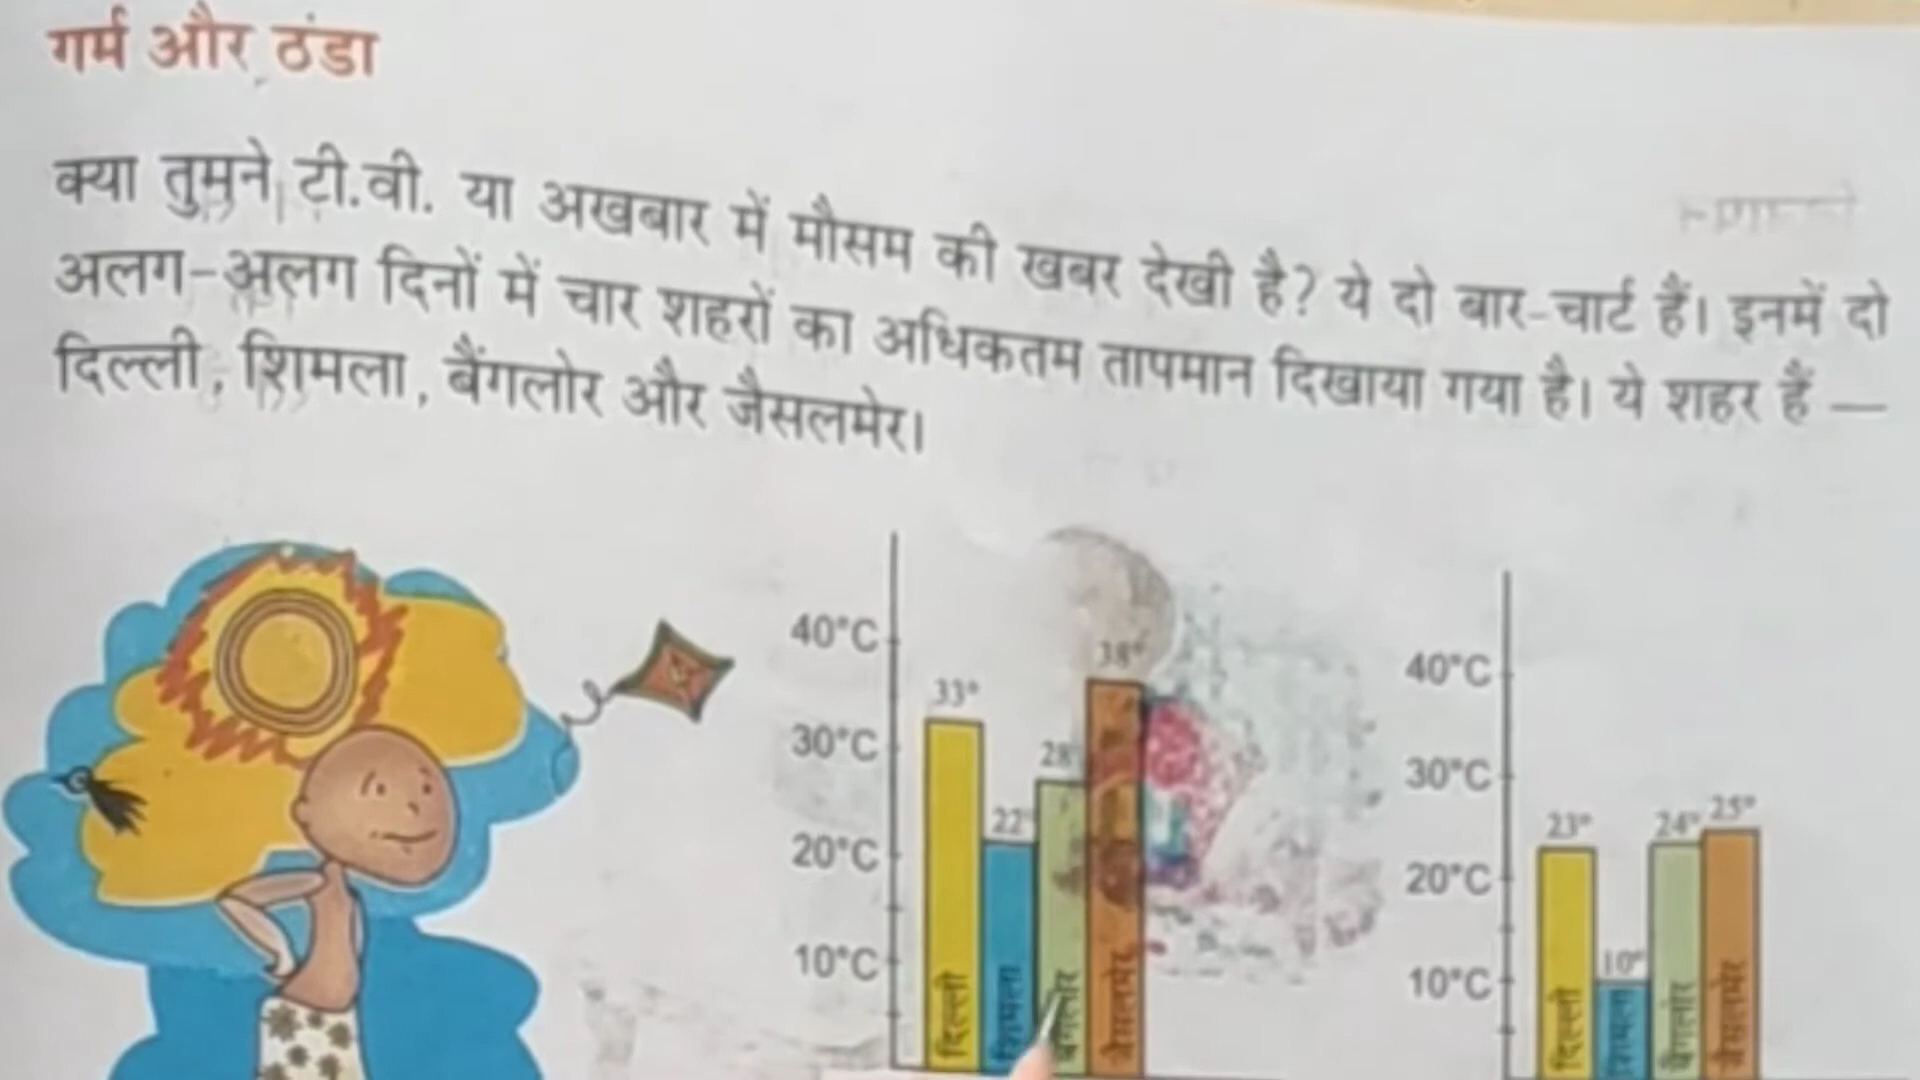 गर्म और ठंडा
क्या तुमने टी.वी. या अखबार में मौसम की खबर देखी है? ये दो बार-चार्ट हैं। इनमें दो
अलग-अलग दिनों में चार शहरों का अधिकतम तापमान दिखाया गया है। ये शहर हैं —
दिल्ली, शिमला, बैंगलोर और जैसलमेर।
40°C
30°C
20°C
10°C
33°
22°
28
38°
दिल्ली
शिमला
बैंगलोर
जैसलमेर
40°C
30°C
20°C
10°C
23°
10°
24°
25°
दिल्ली
शिमला
बैंगलोर
जैसलमेर